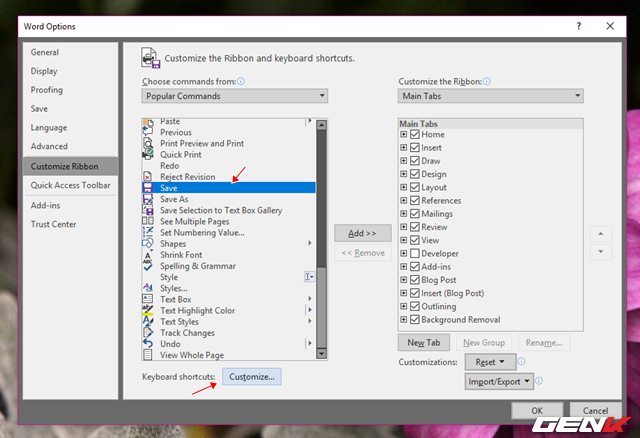 Word Options
?
General
Display
Proofing
Save
Language
Advanced
Customize Ribbon
Quick Access Toolbar
Add-ins
Trust Center
Customize the Ribbon and keyboard shortcuts.
Choose commands from:
Popular Commands
Paste
Previous
Print Preview and Print
Quick Print
Redo
Reject Revision
Save
Save As
Save Selection to Text Box Gallery
See Multiple Pages
Set Numbering Value...
Shapes
Shrink Font
Spelling & Grammar
Style
Styles...
Text Box
Text Highlight Color
Text Styles
Track Changes
Undo
View Whole Page
Keyboard shortcuts: Customize...
Add >>
<< Remove
Customize the Ribbon:
Main Tabs
Main Tabs
Home
Insert
Draw
Design
Layout
References
Mailings
Review
View
Developer
Add-ins
Blog Post
Insert (Blog Post)
Outlining
Background Removal
New Tab New Group Rename...
Customizations: Reset
Import/Export
OK Cancel
GENK